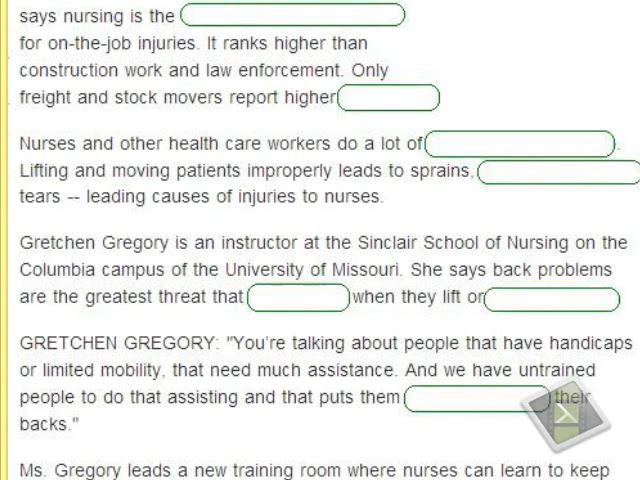 says nursing is the
for on-the-job injuries. It ranks higher than
construction work and law enforcement. Only
freight and stock movers report higher
Nurses and other health care workers do a lot of .
Lifting and moving patients improperly leads to sprains,
tears -- leading causes of injuries to nurses.
Gretchen Gregory is an instructor at the Sinclair School of Nursing on the
Columbia campus of the University of Missouri. She says back problems
are the greatest threat that when they lift or
GRETCHEN GREGORY: "You're talking about people that have handicaps
or limited mobility, that need much assistance. And we have untrained
people to do that assisting and that puts them their
backs."
Ms. Gregory leads a new training room where nurses can learn to keep